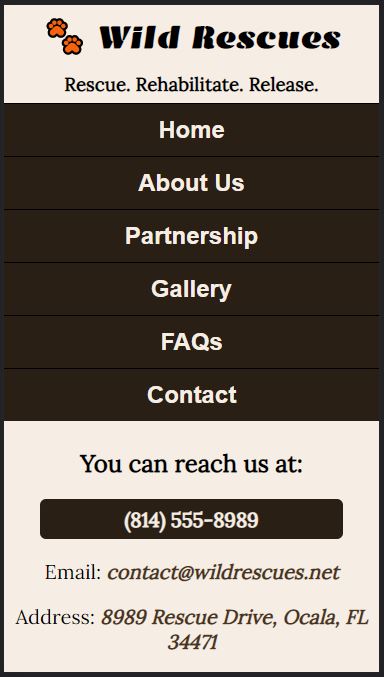 Wild Rescues
Rescue. Rehabilitate. Release.
Home
About Us
Partnership
Gallery
FAQs
Contact
You can reach us at:
(814) 555-8989
Email: contact@wildrescues.net
Address: 8989 Rescue Drive, Ocala, FL
34471